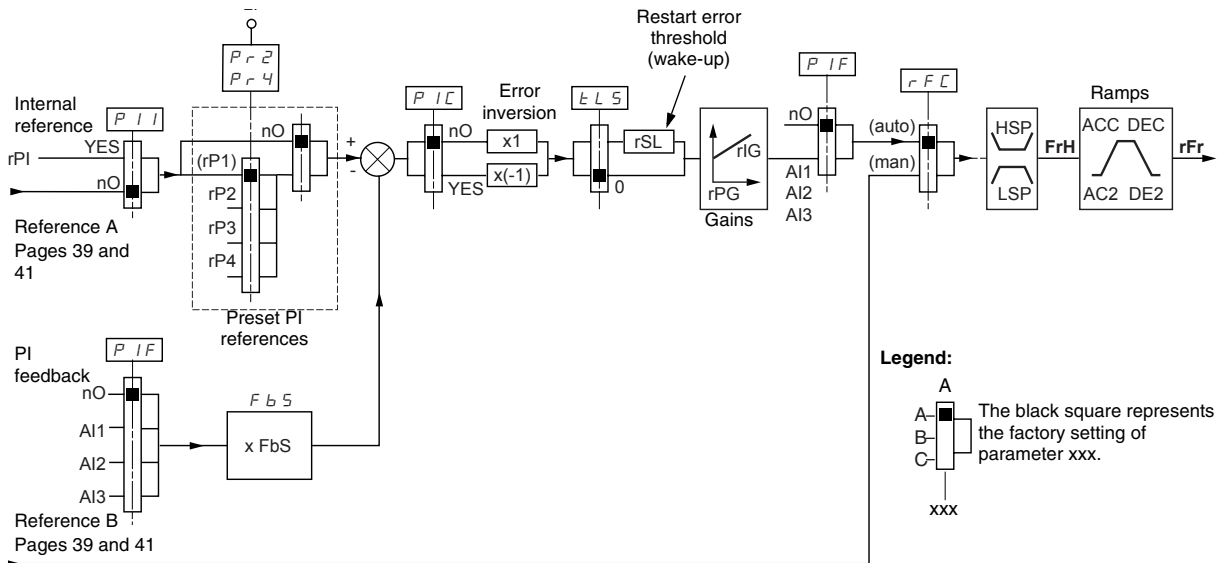 Restart error
threshold
(wake-up)
Pr2
Pr4
Internal
reference
PII
nO
PIC
Error
inversion
tLS
PIF
rFC
Ramps
YES
rPI
(rP1)
+
-
nO
x1
rSL
nO
(auto)
HSP
ACC DEC
nO
rP2
YES
x(-1)
0
rIG
rPG
(man)
LSP
FrH
AC2 DE2
rFr
AI1
AI2
AI3
Gains
Reference A
Pages 39 and
41
rP3
rP4
Preset PI
references
PI
feedback
PIF
nO
AI1
AI2
AI3
FbS
x FbS
Reference B
Pages 39 and 41
Legend:
A
A
B
C
The black square represents
the factory setting of
parameter xxx.
xxx